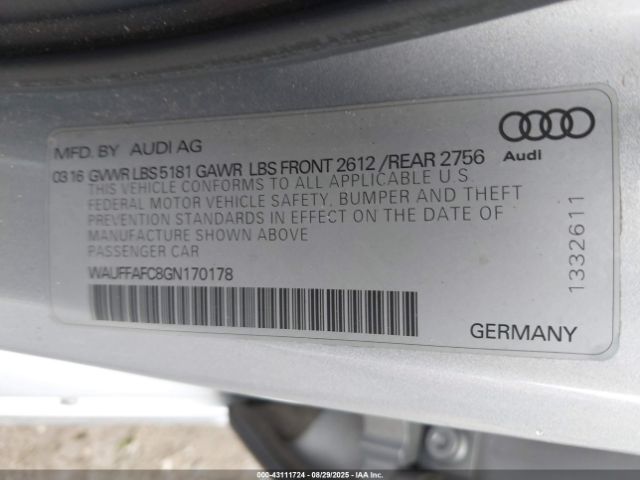 MFD. BY AUDI AG
03 16 GVWR LBS 5181 GAWR LBS FRONT 2612 /REAR 2756
THIS VEHICLE CONFORMS TO ALL APPLICABLE U.S.
FEDERAL MOTOR VEHICLE SAFETY, BUMPER AND THEFT
PREVENTION STANDARDS IN EFFECT ON THE DATE OF
MANUFACTURE SHOWN ABOVE
PASSENGER CAR
WAUFFAFC8GN170178
Audi
1332611
GERMANY
000-43111724 - 08/29/2025 - IAAI, Inc.